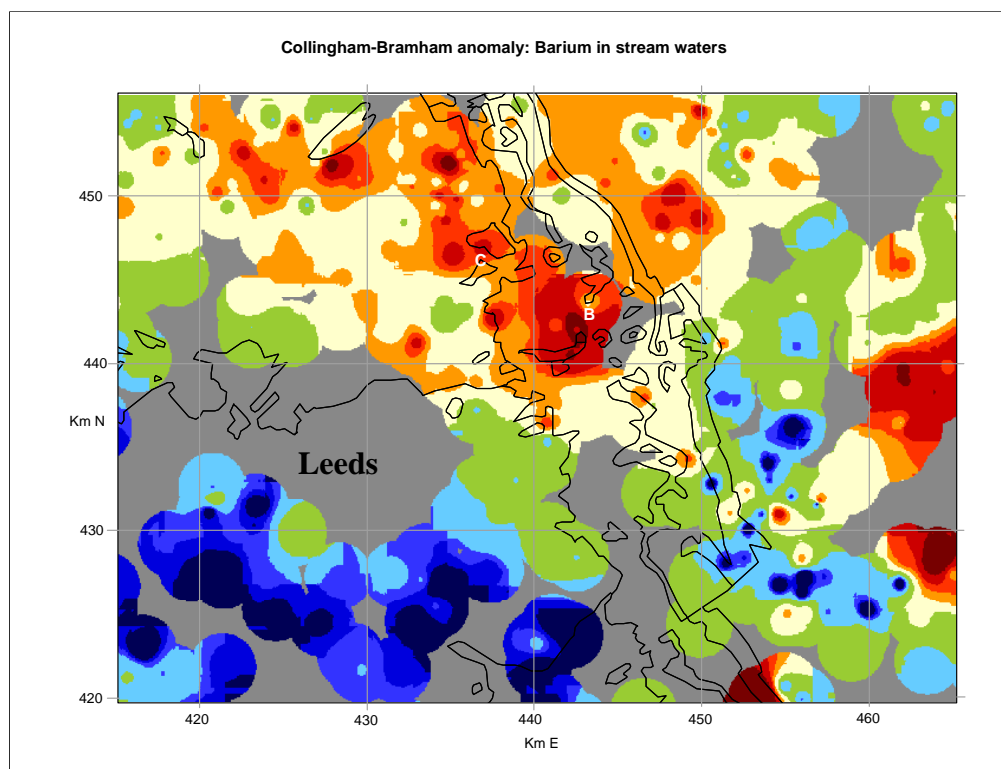 Collingham-Bramham anomaly: Barium in stream waters
450
C
B
440
Km N
Leeds
430
420
420 430 440 450 460
Km E